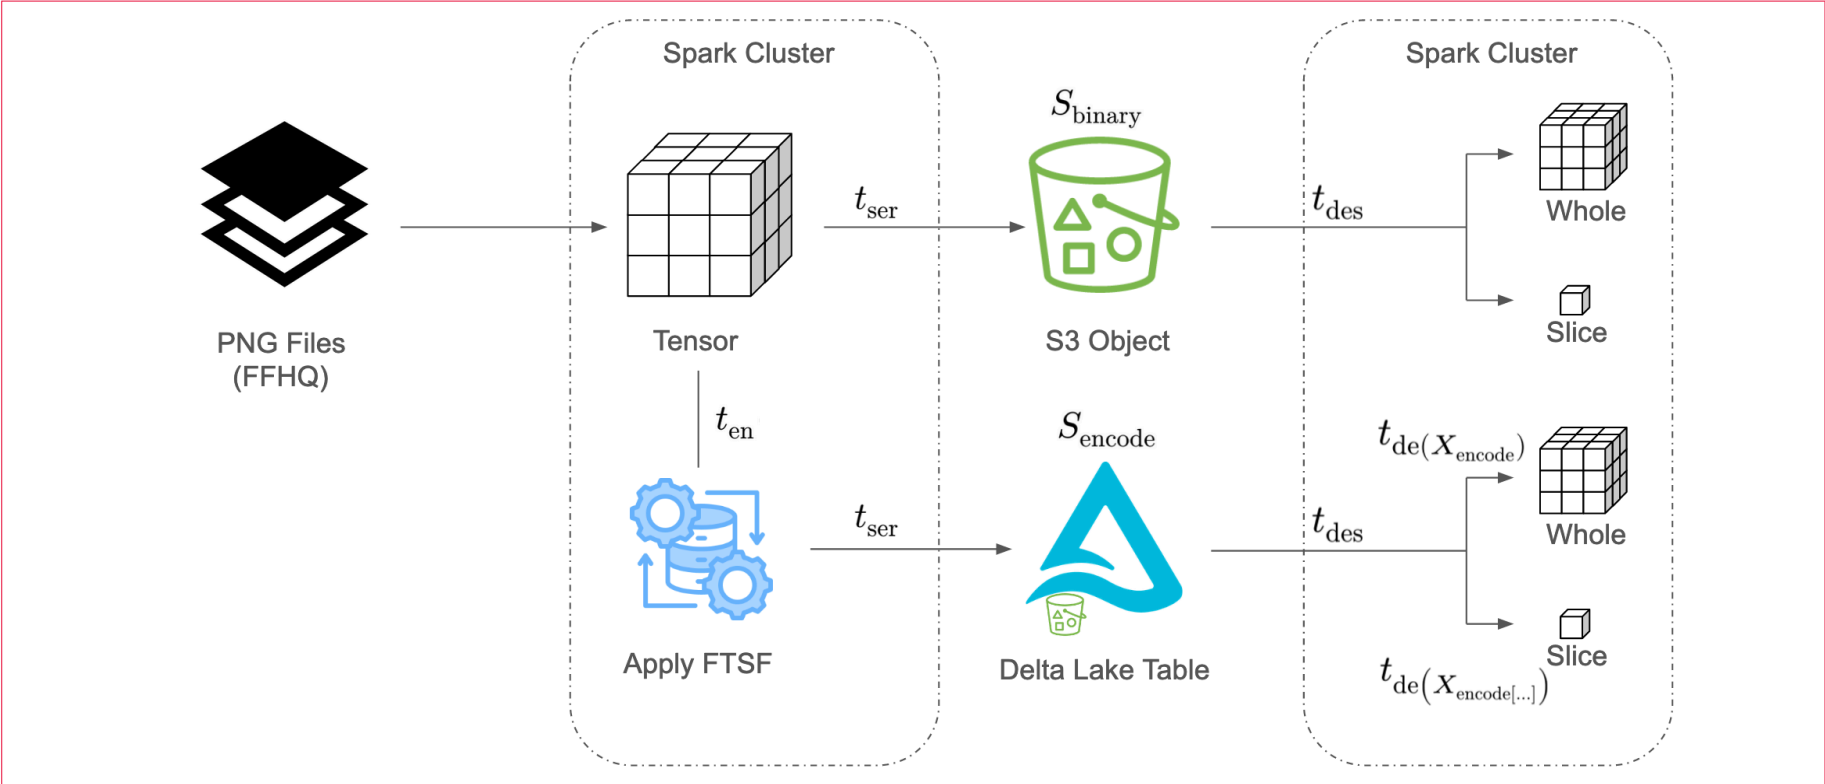 Spark Cluster
Spark Cluster
S_binary
t_ser
t_des
Whole
Slice
PNG Files
(FFHQ)
Tensor
S3 Object
t_en
S_encode
t_de(X_encode)
t_ser
t_des
Whole
Slice
Apply FTSF
Delta Lake Table
t_de(X_encode[...])